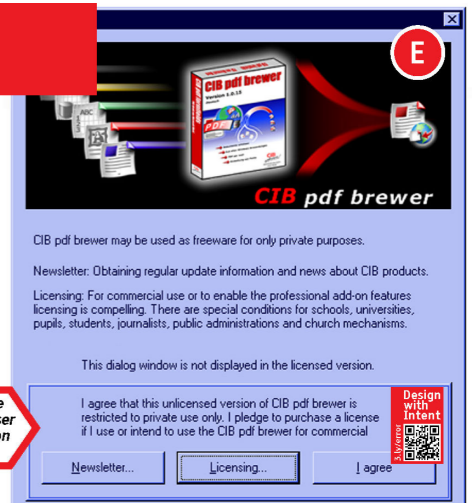 E
CIB pdf brewer
Version 1.0.15
PDF
CIB pdf brewer
CIB pdf brewer may be used as freeware for only private purposes.
Newsletter: Obtaining regular update information and news about CIB products.
Licensing: For commercial use or to enable the professional add-on features
licensing is compelling. There are special conditions for schools, universities,
pupils, students, journalists, public administrations and church mechanisms.
This dialog window is not displayed in the licensed version.
I agree that this unlicensed version of CIB pdf brewer is
restricted to private use only. I pledge to purchase a license
if I use or intend to use the CIB pdf brewer for commercial
Design
with
Intent
Newsletter...
Licensing...
I agree